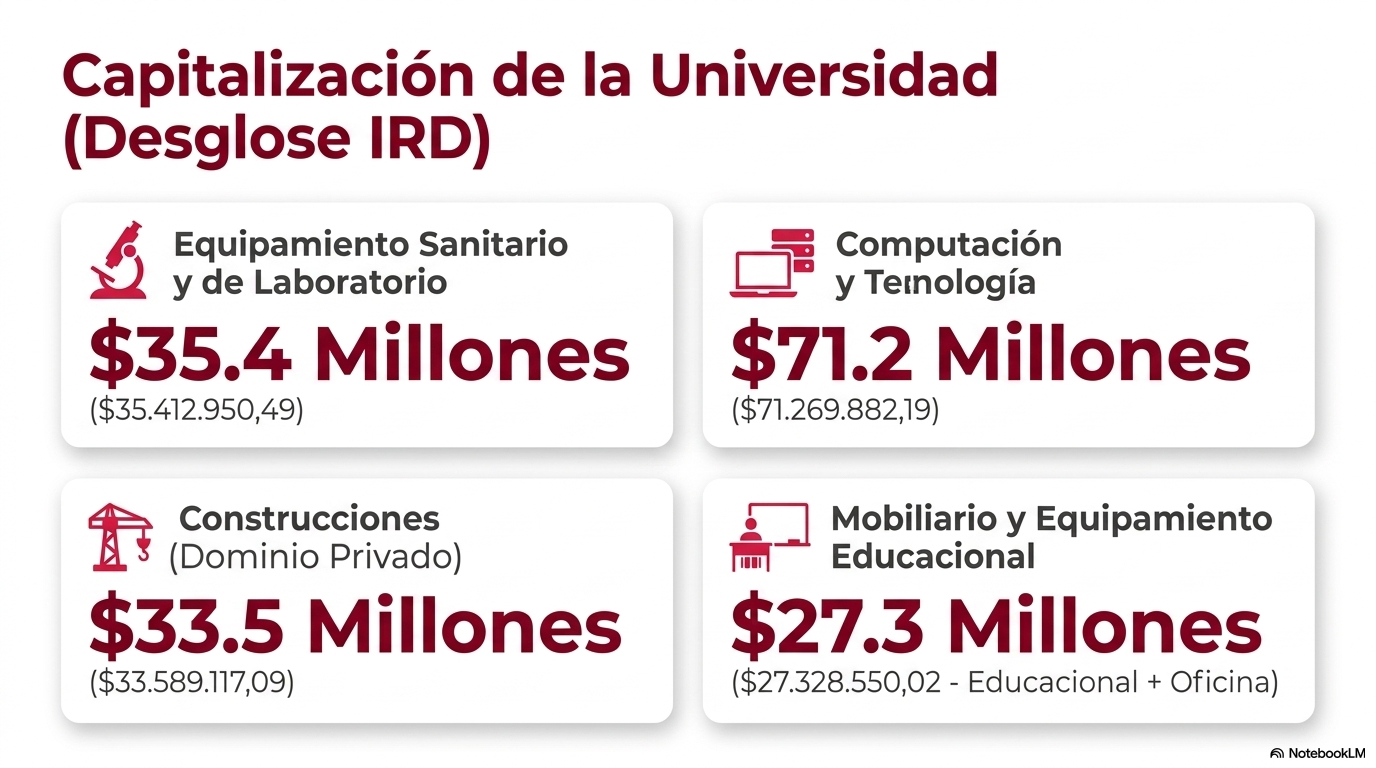 Capitalización de la Universidad
(Desglose IRD)
Equipamiento Sanitario
y de Laboratorio
$35.4 Millones
($35.412.950,49)
Computación
y
$71.2 Millones
($71.269.882,19)
Construcciones
(Dominio Privado)
$33.5 Millones
($33.589.117,09)
Mobiliario y Equipamiento
Educacional
$27.3 Millones
($27.328.550,02 - Educacional + Oficina)
NotebookLM